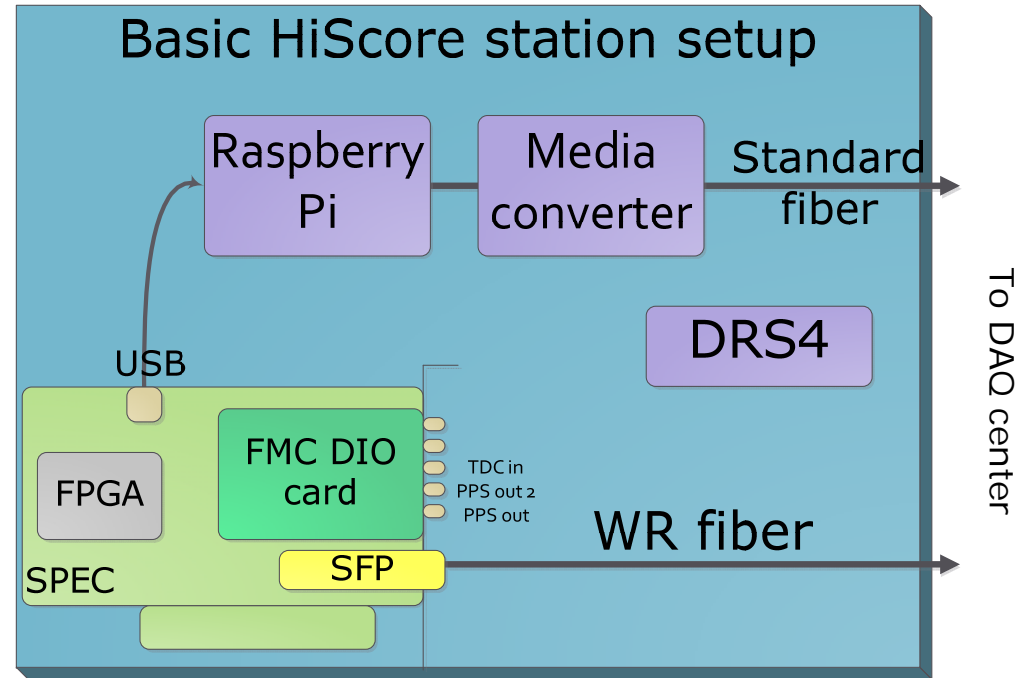 Basic HiScore station setup
Raspberry
Pi
Media
converter
Standard
fiber
To DAQ center
DRS4
USB
FMC DIO
card
FPGA
TDC in
PPS out 2
PPS out
WR fiber
SFP
SPEC